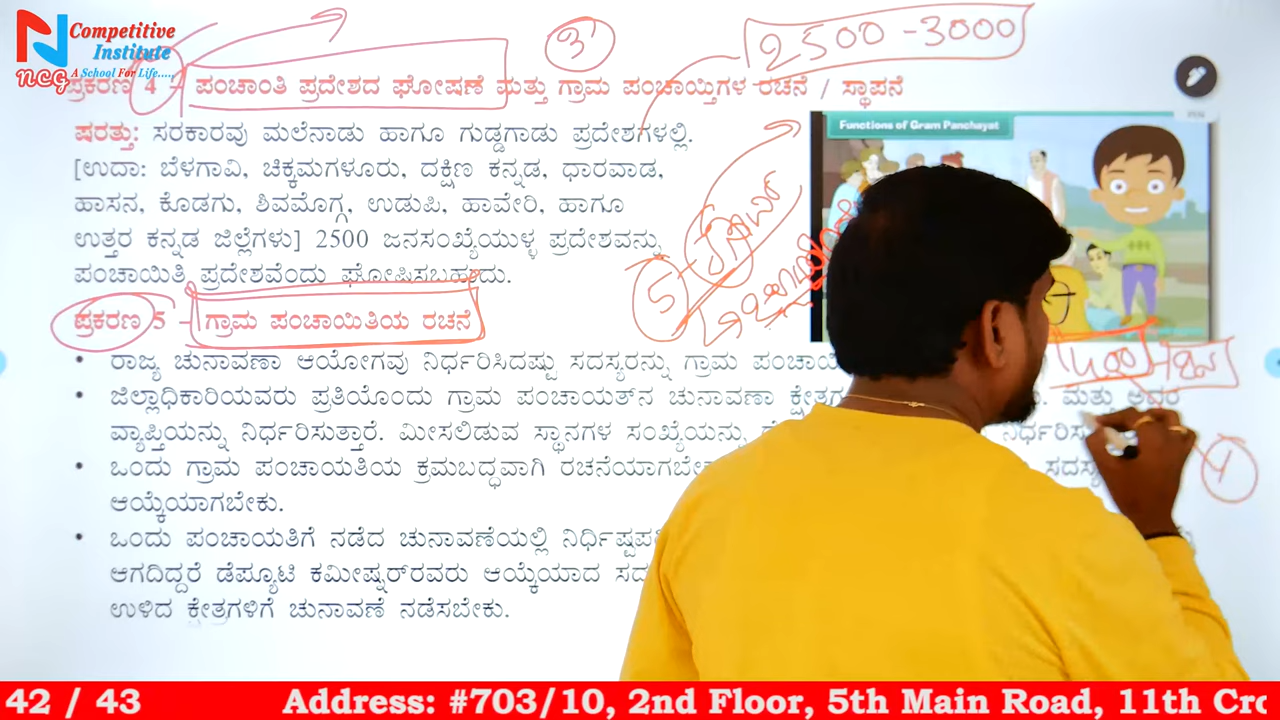 Competitive
Institute
NCG A School For Life.....
3
2500 -3000
ಪ್ರಕರಣ 4 - ಪಂಚಾಂತಿ ಪ್ರದೇಶದ ಘೋಷಣೆ ಮತ್ತು ಗ್ರಾಮ ಪಂಚಾಯ್ತಿಗಳ ರಚನೆ / ಸ್ಥಾಪನೆ
Functions of Gram Panchayat
ಷರತ್ತು: ಸರಕಾರವು ಮಲೆನಾಡು ಹಾಗೂ ಗುಡ್ಡಗಾಡು ಪ್ರದೇಶಗಳಲ್ಲಿ.
[ಉದಾ: ಬೆಳಗಾವಿ, ಚಿಕ್ಕಮಗಳೂರು, ದಕ್ಷಿಣ ಕನ್ನಡ, ಧಾರವಾಡ,
ಹಾಸನ, ಕೊಡಗು, ಶಿವಮೊಗ್ಗ, ಉಡುಪಿ, ಹಾವೇರಿ, ಹಾಗೂ
ಉತ್ತರ ಕನ್ನಡ ಜಿಲ್ಲೆಗಳು] 2500 ಜನಸಂಖ್ಯೆಯುಳ್ಳ ಪ್ರದೇಶವನ್ನು
ಪಂಚಾಯಿತಿ ಪ್ರದೇಶವೆಂದು ಘೋಷಿಸಬಹುದು.
5
ಪ್ರಕರಣ 5 - ಗ್ರಾಮ ಪಂಚಾಯಿತಿಯ ರಚನೆ
400
• ರಾಜ್ಯ ಚುನಾವಣಾ ಆಯೋಗವು ನಿರ್ಧರಿಸಿದಷ್ಟು ಸದಸ್ಯರನ್ನು ಗ್ರಾಮ
• ಜಿಲ್ಲಾಧಿಕಾರಿಯವರು ಪ್ರತಿಯೊಂದು ಗ್ರಾಮ ಪಂಚಾಯತ್‌ನ ಚುನಾವಣಾ ಮತ್ತು ಅದರ
ವ್ಯಾಪ್ತಿಯನ್ನು ನಿರ್ಧರಿಸುತ್ತಾರೆ. ಮೀಸಲಿಡುವ ಸ್ಥಾನಗಳ ಸಂಖ್ಯೆಯನ್ನು
• ಒಂದು ಗ್ರಾಮ ಪಂಚಾಯತಿಯ ಕ್ರಮಬದ್ಧವಾಗಿ
ಆಯ್ಕೆಯಾಗಬೇಕು.
• ಒಂದು ಪಂಚಾಯತಿಗೆ ನಡೆದ ಚುನಾವಣೆಯಲ್ಲಿ
ಆಗದಿದ್ದರೆ ಡೆಪ್ಯೂಟಿ ಕಮೀಷ್ನರ್‌ರವರು ಆಯ್ಕೆಯಾದ
ಉಳಿದ ಕ್ಷೇತ್ರಗಳಿಗೆ ಚುನಾವಣೆ ನಡೆಸಬೇಕು.
42 / 43 Address: #703/10, 2nd Floor, 5th Main Road, 11th